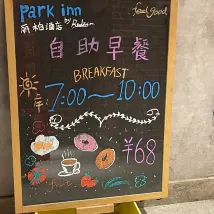 park inn
by Radisson
丽柏酒店
Feel Good
自助早餐
BREAKFAST
7:00～10:00
¥68